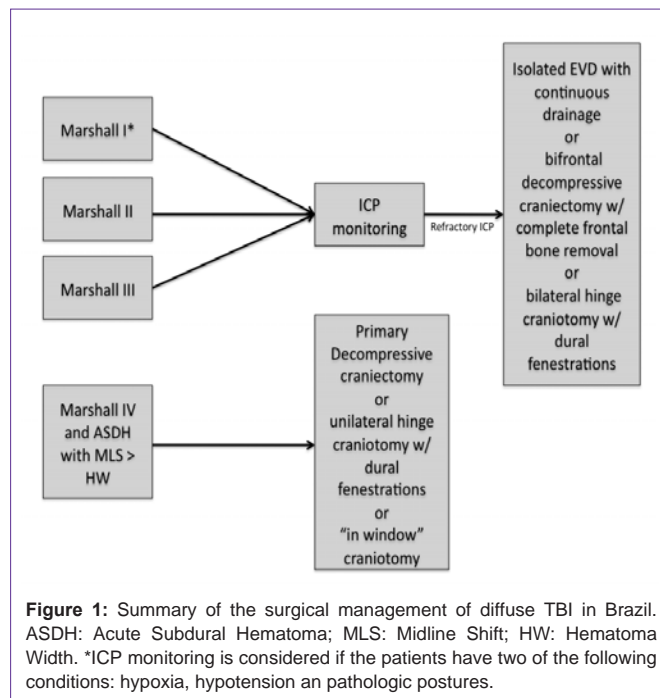 Marshall I*
Marshall II
Marshall III
ICP
monitoring
Refractory ICP
Isolated EVD with
continuous
drainage
or
bifrontal
decompressive
craniectomy w/
complete frontal
bone removal
or
bilateral hinge
craniotomy w/
dural
fenestrations
Marshall IV
and ASDH
with MLS >
HW
Primary
Decompressive
craniectomy
or
unilateral hinge
craniotomy w/
dural
fenestrations
or
"in window"
craniotomy
Figure 1: Summary of the surgical management of diffuse TBI in Brazil.
ASDH: Acute Subdural Hematoma; MLS: Midline Shift; HW: Hematoma
Width. *ICP monitoring is considered if the patients have two of the following
conditions: hypoxia, hypotension an pathologic postures.